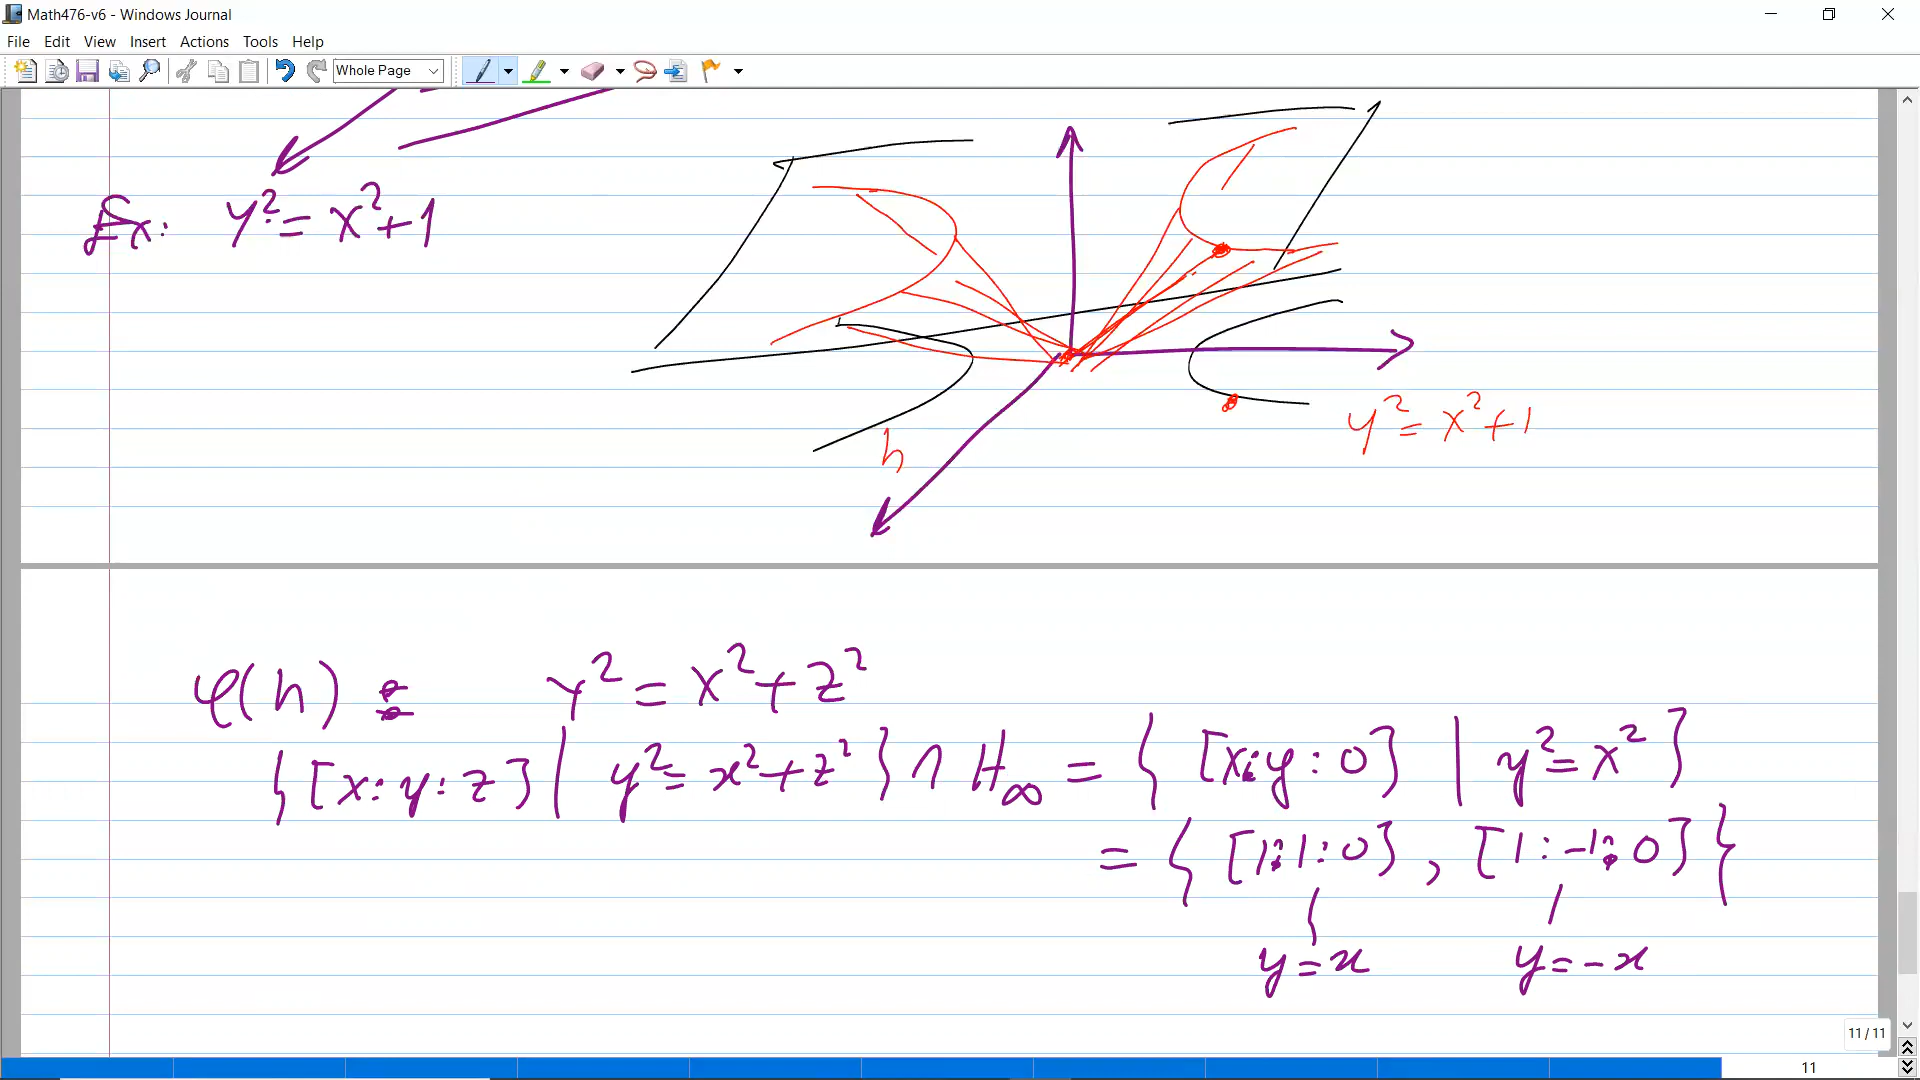 Math476-v6 - Windows Journal
File Edit View Insert Actions Tools Help
Whole Page
Ex: y² = x² + 1
y² = x² + 1
h
φ(h) = y² = x² + z²
{ [x : y : z] | y² = x² + z² } ∩ H∞ = { [x : y : 0] | y² = x² }
= { [1 : 1 : 0] , [1 : -1 : 0] }
y = x y = -x
11 / 11
11